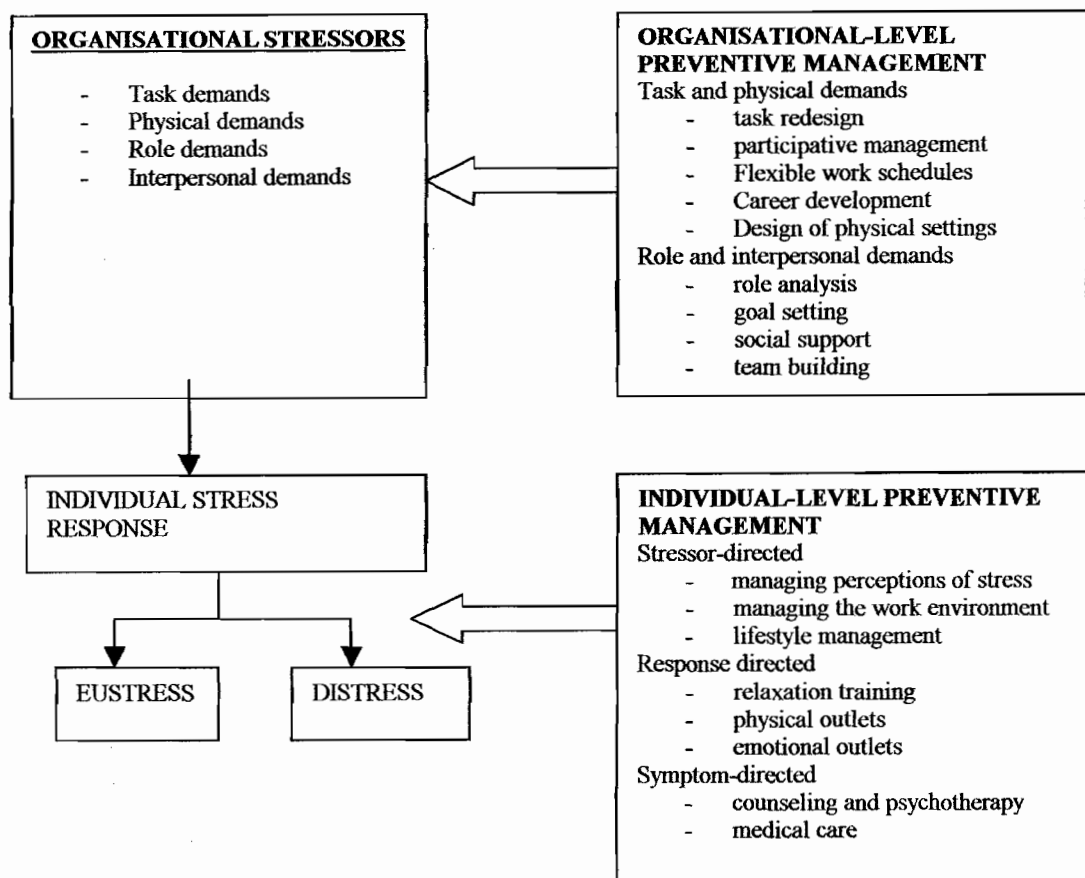 ORGANISATIONAL STRESSORS
- Task demands
- Physical demands
- Role demands
- Interpersonal demands
ORGANISATIONAL-LEVEL
PREVENTIVE MANAGEMENT
Task and physical demands
- task redesign
- participative management
- Flexible work schedules
- Career development
- Design of physical settings
Role and interpersonal demands
- role analysis
- goal setting
- social support
- team building
INDIVIDUAL STRESS
RESPONSE
EUSTRESS
DISTRESS
INDIVIDUAL-LEVEL PREVENTIVE
MANAGEMENT
Stressor-directed
- managing perceptions of stress
- managing the work environment
- lifestyle management
Response directed
- relaxation training
- physical outlets
- emotional outlets
Symptom-directed
- counseling and psychotherapy
- medical care